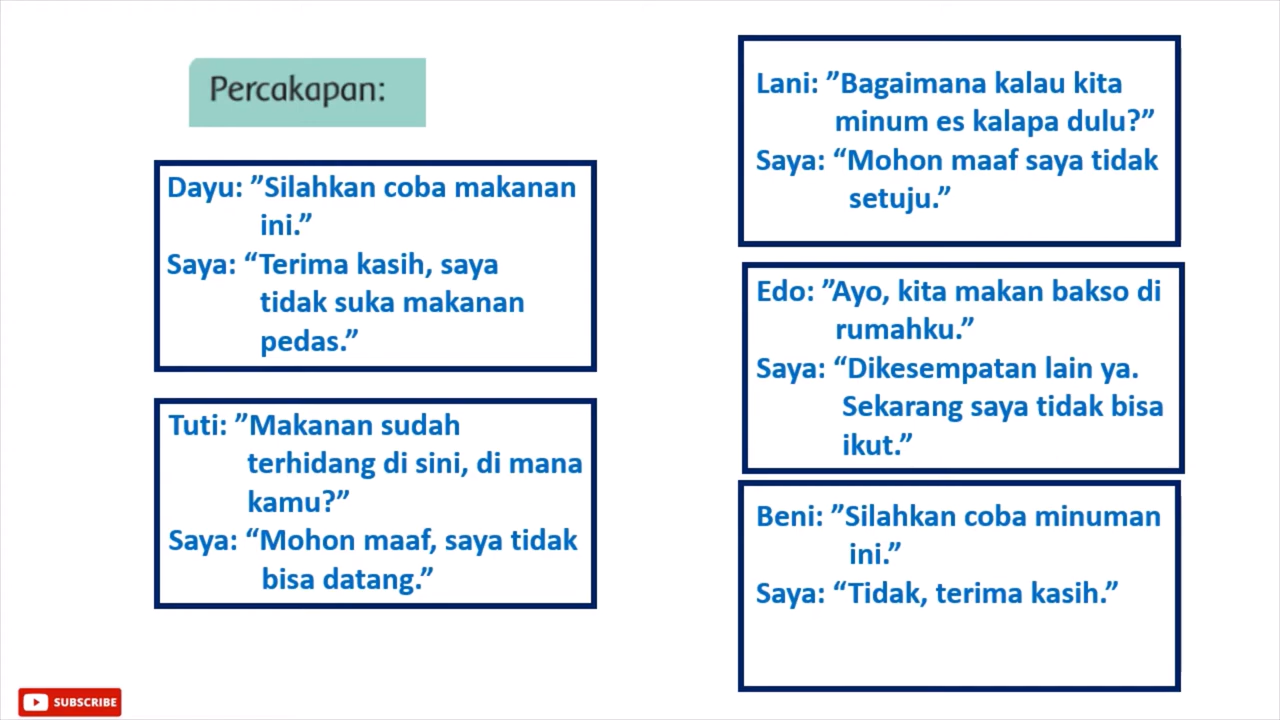 Percakapan:
Dayu: ”Silahkan coba makanan
ini.”
Saya: “Terima kasih, saya
tidak suka makanan
pedas.”
Tuti: ”Makanan sudah
terhidang di sini, di mana
kamu?”
Saya: “Mohon maaf, saya tidak
bisa datang.”
Lani: ”Bagaimana kalau kita
minum es kalapa dulu?”
Saya: “Mohon maaf saya tidak
setuju.”
Edo: ”Ayo, kita makan bakso di
rumahku.”
Saya: “Dikesempatan lain ya.
Sekarang saya tidak bisa
ikut.”
Beni: ”Silahkan coba minuman
ini.”
Saya: “Tidak, terima kasih.”
SUBSCRIBE